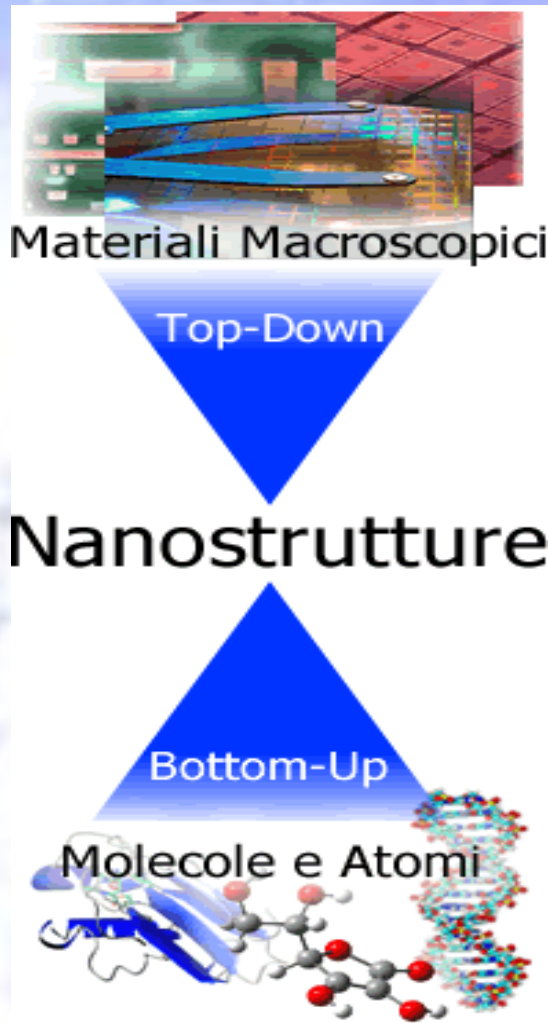 Materiali Macroscopici
Top-Down
Nanostrutture
Bottom-Up
Molecole e Atomi